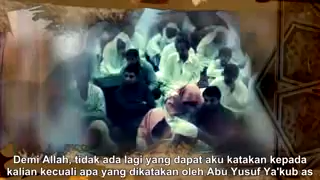 Demi Allah, tidak ada lagi yang dapat aku katakan kepada
kalian kecuali apa yang dikatakan oleh Abu Yusuf Ya'kub as